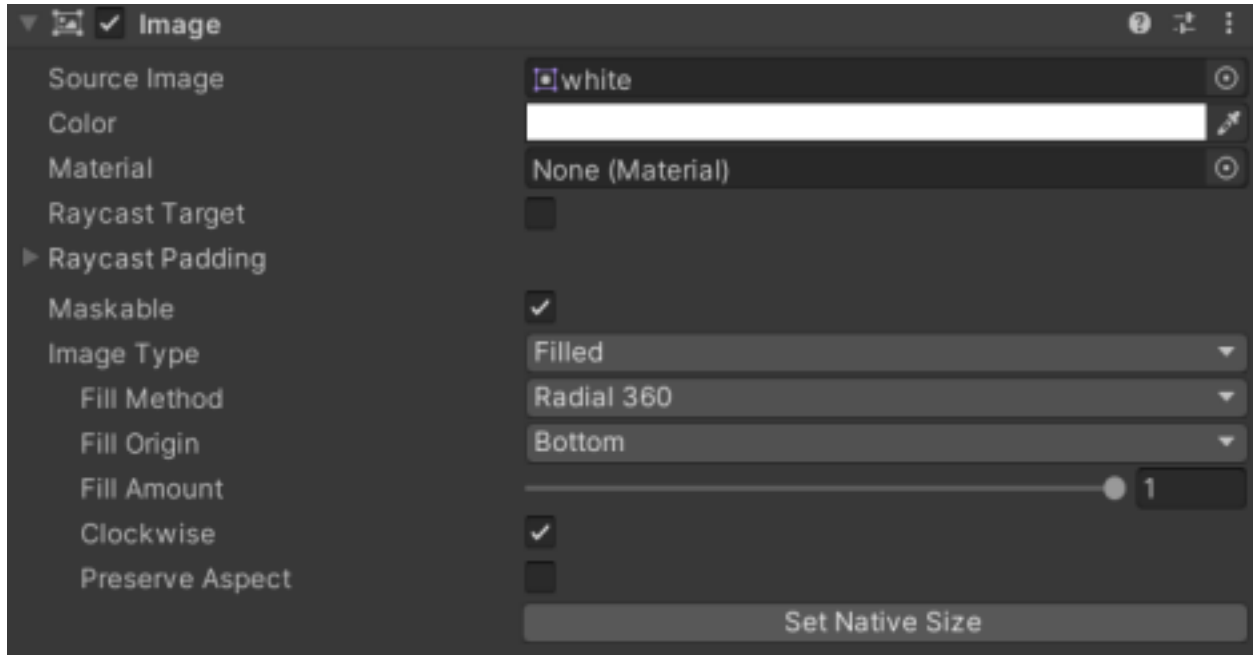 Image
Source Image white
Color
Material None (Material)
Raycast Target
Raycast Padding
Maskable
Image Type Filled
Fill Method Radial 360
Fill Origin Bottom
Fill Amount 1
Clockwise
Preserve Aspect
Set Native Size